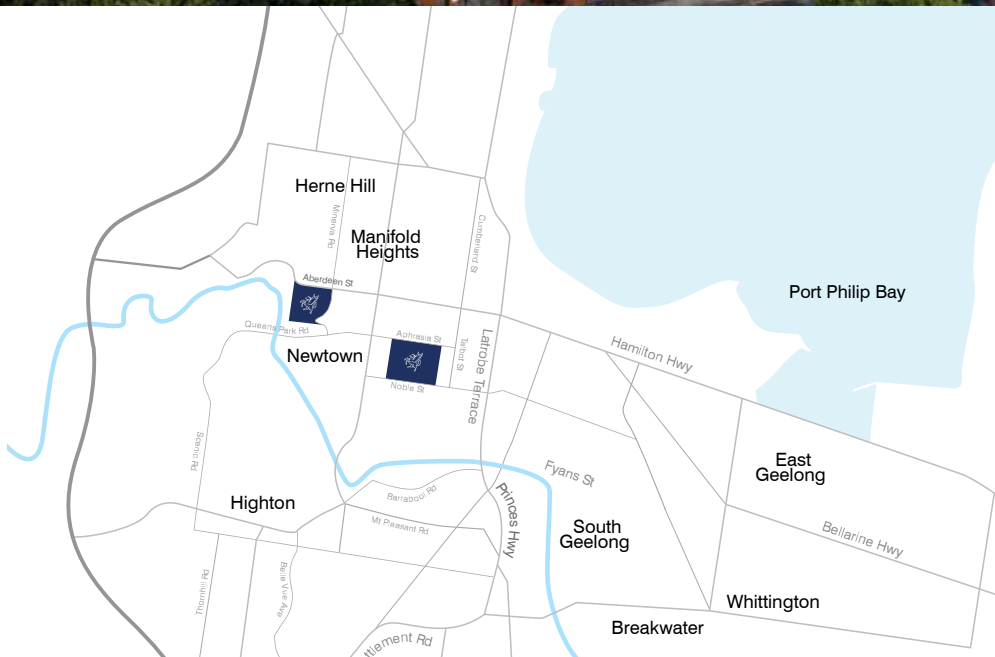 Herne Hill
Minerva Rd
Cumberland St
Manifold
Heights
Aberdeen St
Port Philip Bay
Queens Park Rd
Aphrasia St
Talbot St
Latrobe Terrace
Hamilton Hwy
Newtown
Noble St
Scenic Rd
Fyans St
East
Geelong
Barrabool Rd
Princes Hwy
Highton
Mt Pleasant Rd
South
Geelong
Bellarine Hwy
Thornhill Rd
Belle Vue Ave
Whittington
Breakwater
ttlement Rd